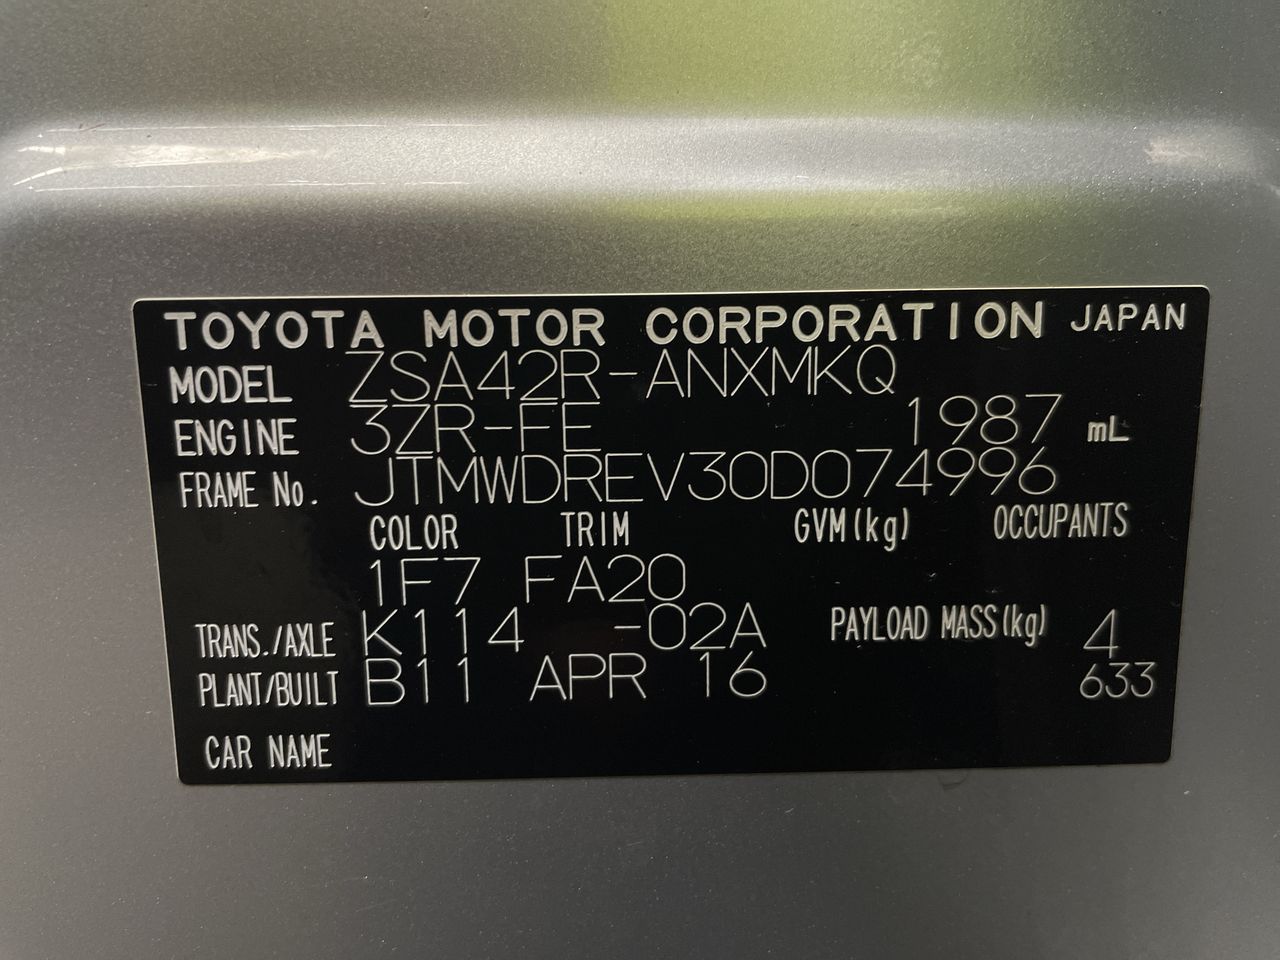 TOYOTA MOTOR CORPORATION JAPAN
MODEL ZSA42R-ANXMKQ
ENGINE 3ZR-FE 1987 mL
FRAME No. JTMWDREV30D074996
COLOR TRIM GVM(kg) OCCUPANTS
1F7 FA20
TRANS./AXLE K114 -02A PAYLOAD MASS(kg) 4
PLANT/BUILT B11 APR 16 633
CAR NAME